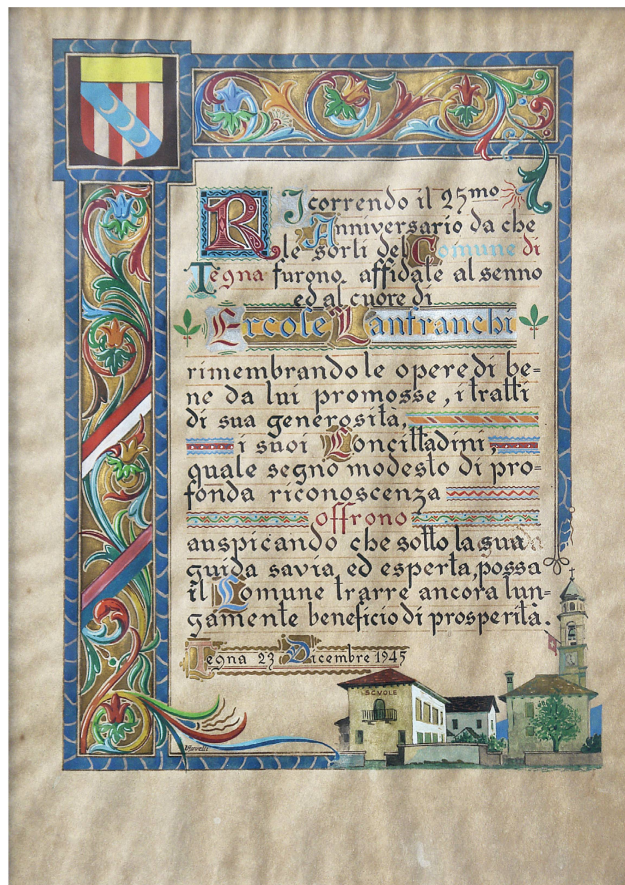 Ricorrendo il 25mo
Anniversario da che
le sorti del Comune di
Tegna furono affidate al senno
ed al cuore di
Ercole Lanfranchi
rimembrando le opere di be=
ne da lui promosse, i tratti
di sua generosità,
i suoi Concittadini,
quale segno modesto di pro=
fonda riconoscenza
offrono
auspicando che sotto la sua
guida savia, ed esperta, possa
il Comune trarre ancora lun-
gamente beneficio di prosperità.
Tegna 23 Dicembre 1945
SCUOLE